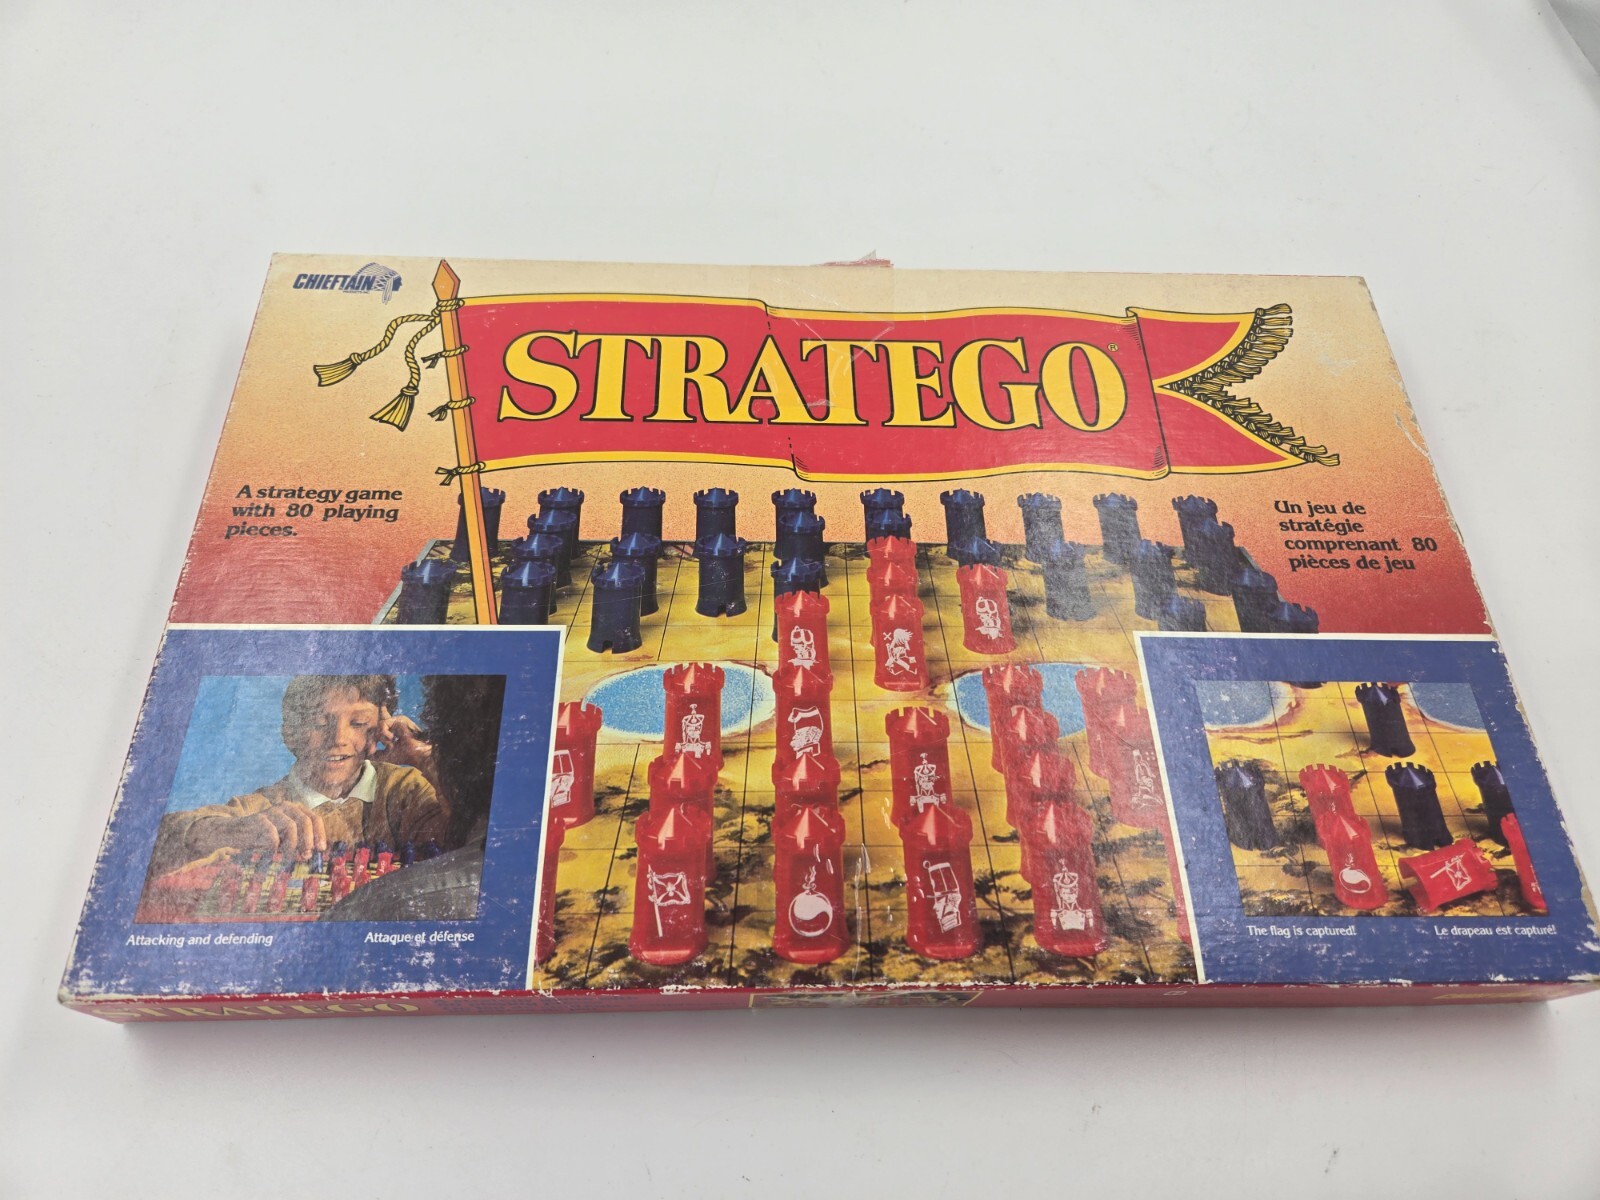 CHIEFTAIN
STRATEGO®
A strategy game
with 80 playing
pieces.
Un jeu de
stratégie
comprenant 80
pièces de jeu
Attacking and defending
Attaque et défense
The flag is captured!
Le drapeau est capturé!
STRATEGO